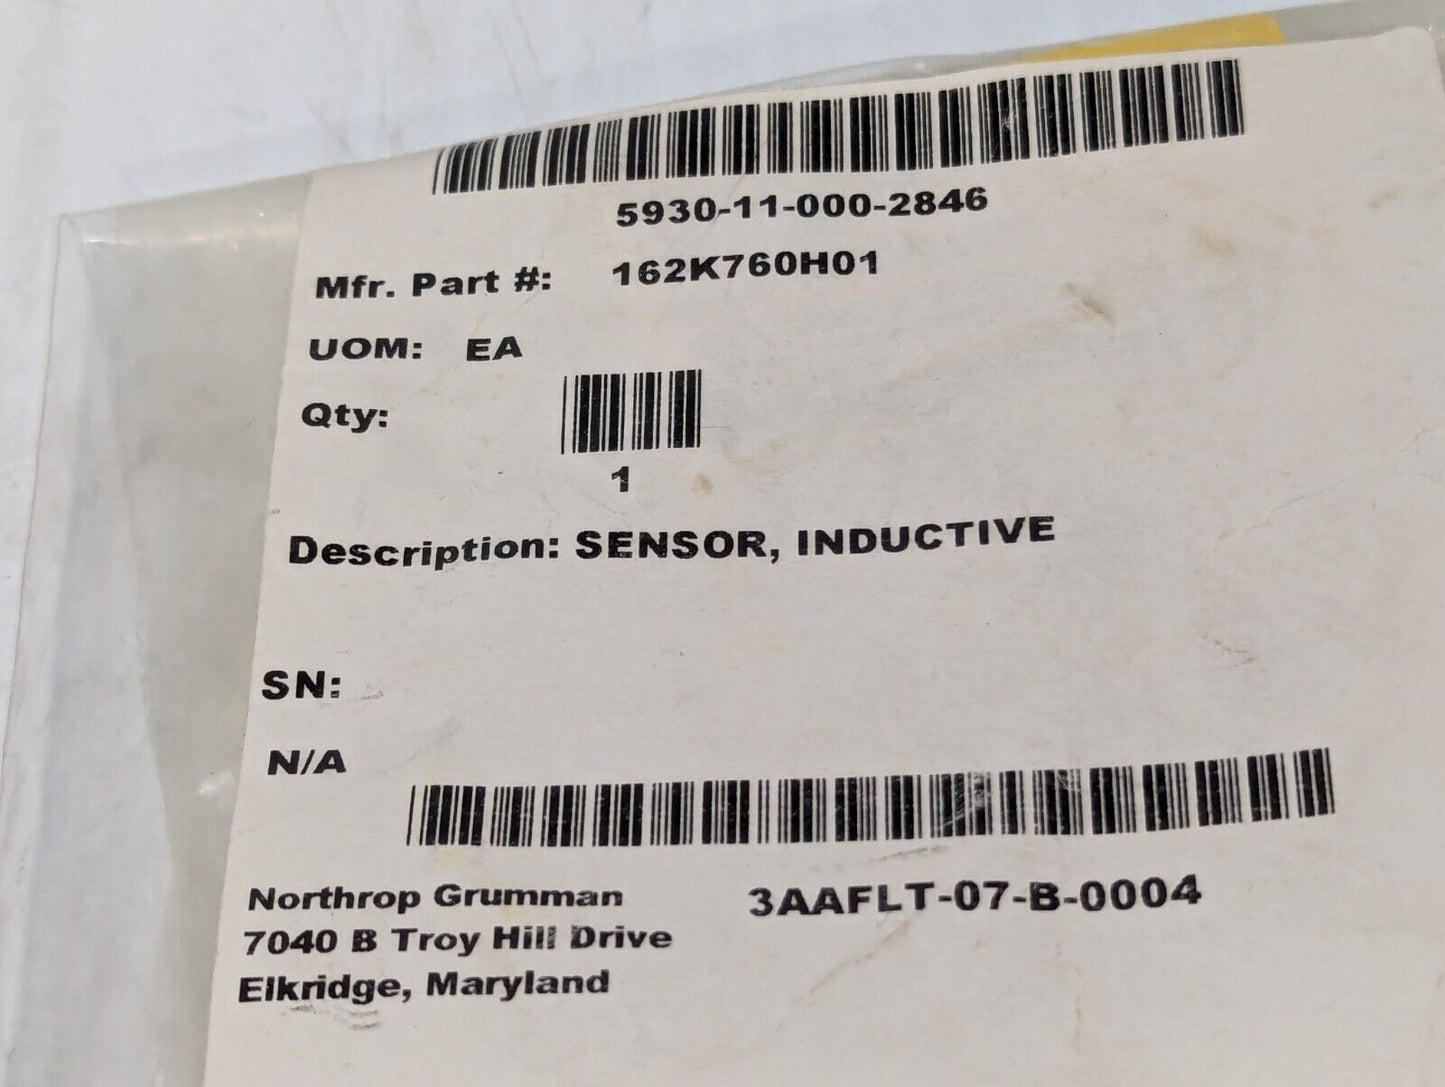 5930-11-000-2846
Mfr. Part #: 162K760H01
UOM: EA
Qty:
1
Description: SENSOR, INDUCTIVE
SN:
N/A
3AAFLT-07-B-0004
Northrop Grumman
7040 B Troy Hill Drive
Elkridge, Maryland